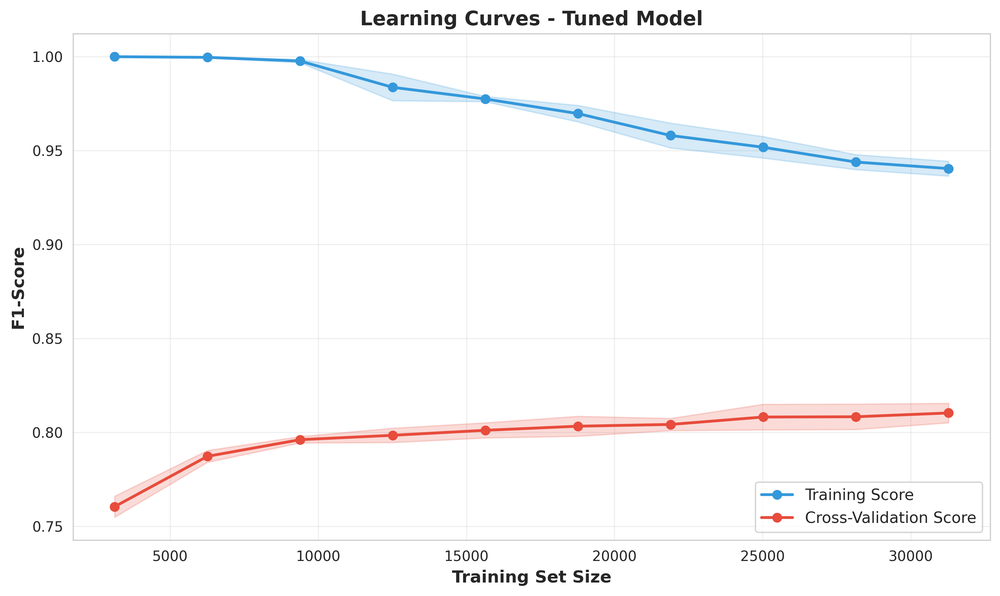 Learning Curves - Tuned Model
1.00
0.95
0.90
0.85
0.80
0.75
F1-Score
5000 10000 15000 20000 25000 30000
Training Set Size
Training Score
Cross-Validation Score